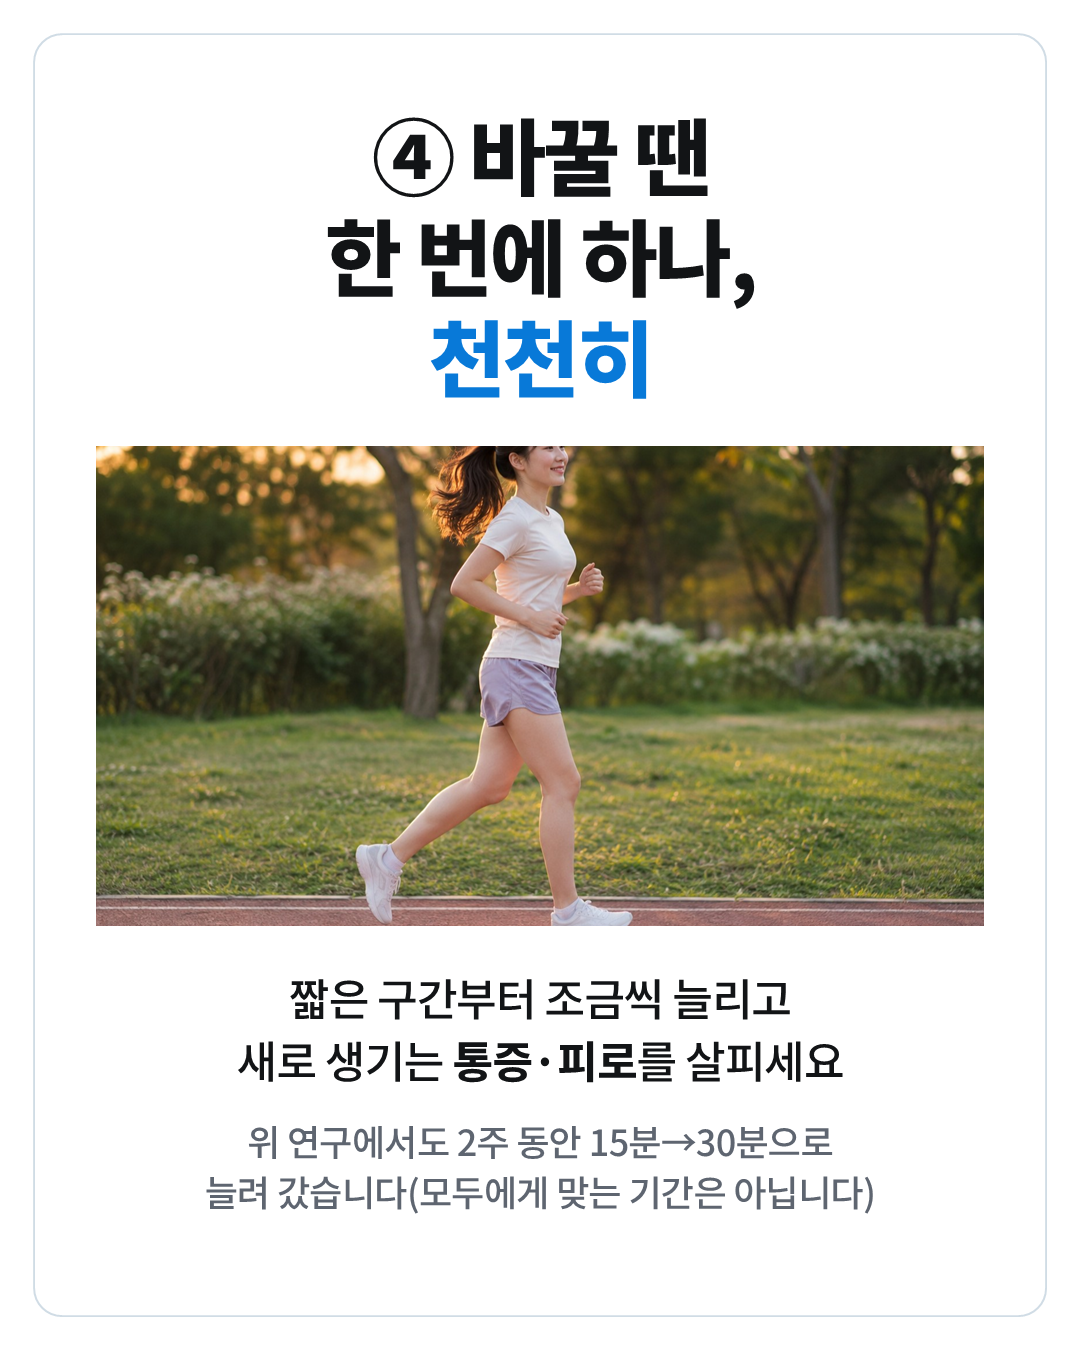 ④ 바꿀 땐
한 번에 하나,
천천히
짧은 구간부터 조금씩 늘리고
새로 생기는 통증·피로를 살피세요
위 연구에서도 2주 동안 15분→30분으로
늘려 갔습니다(모두에게 맞는 기간은 아닙니다)